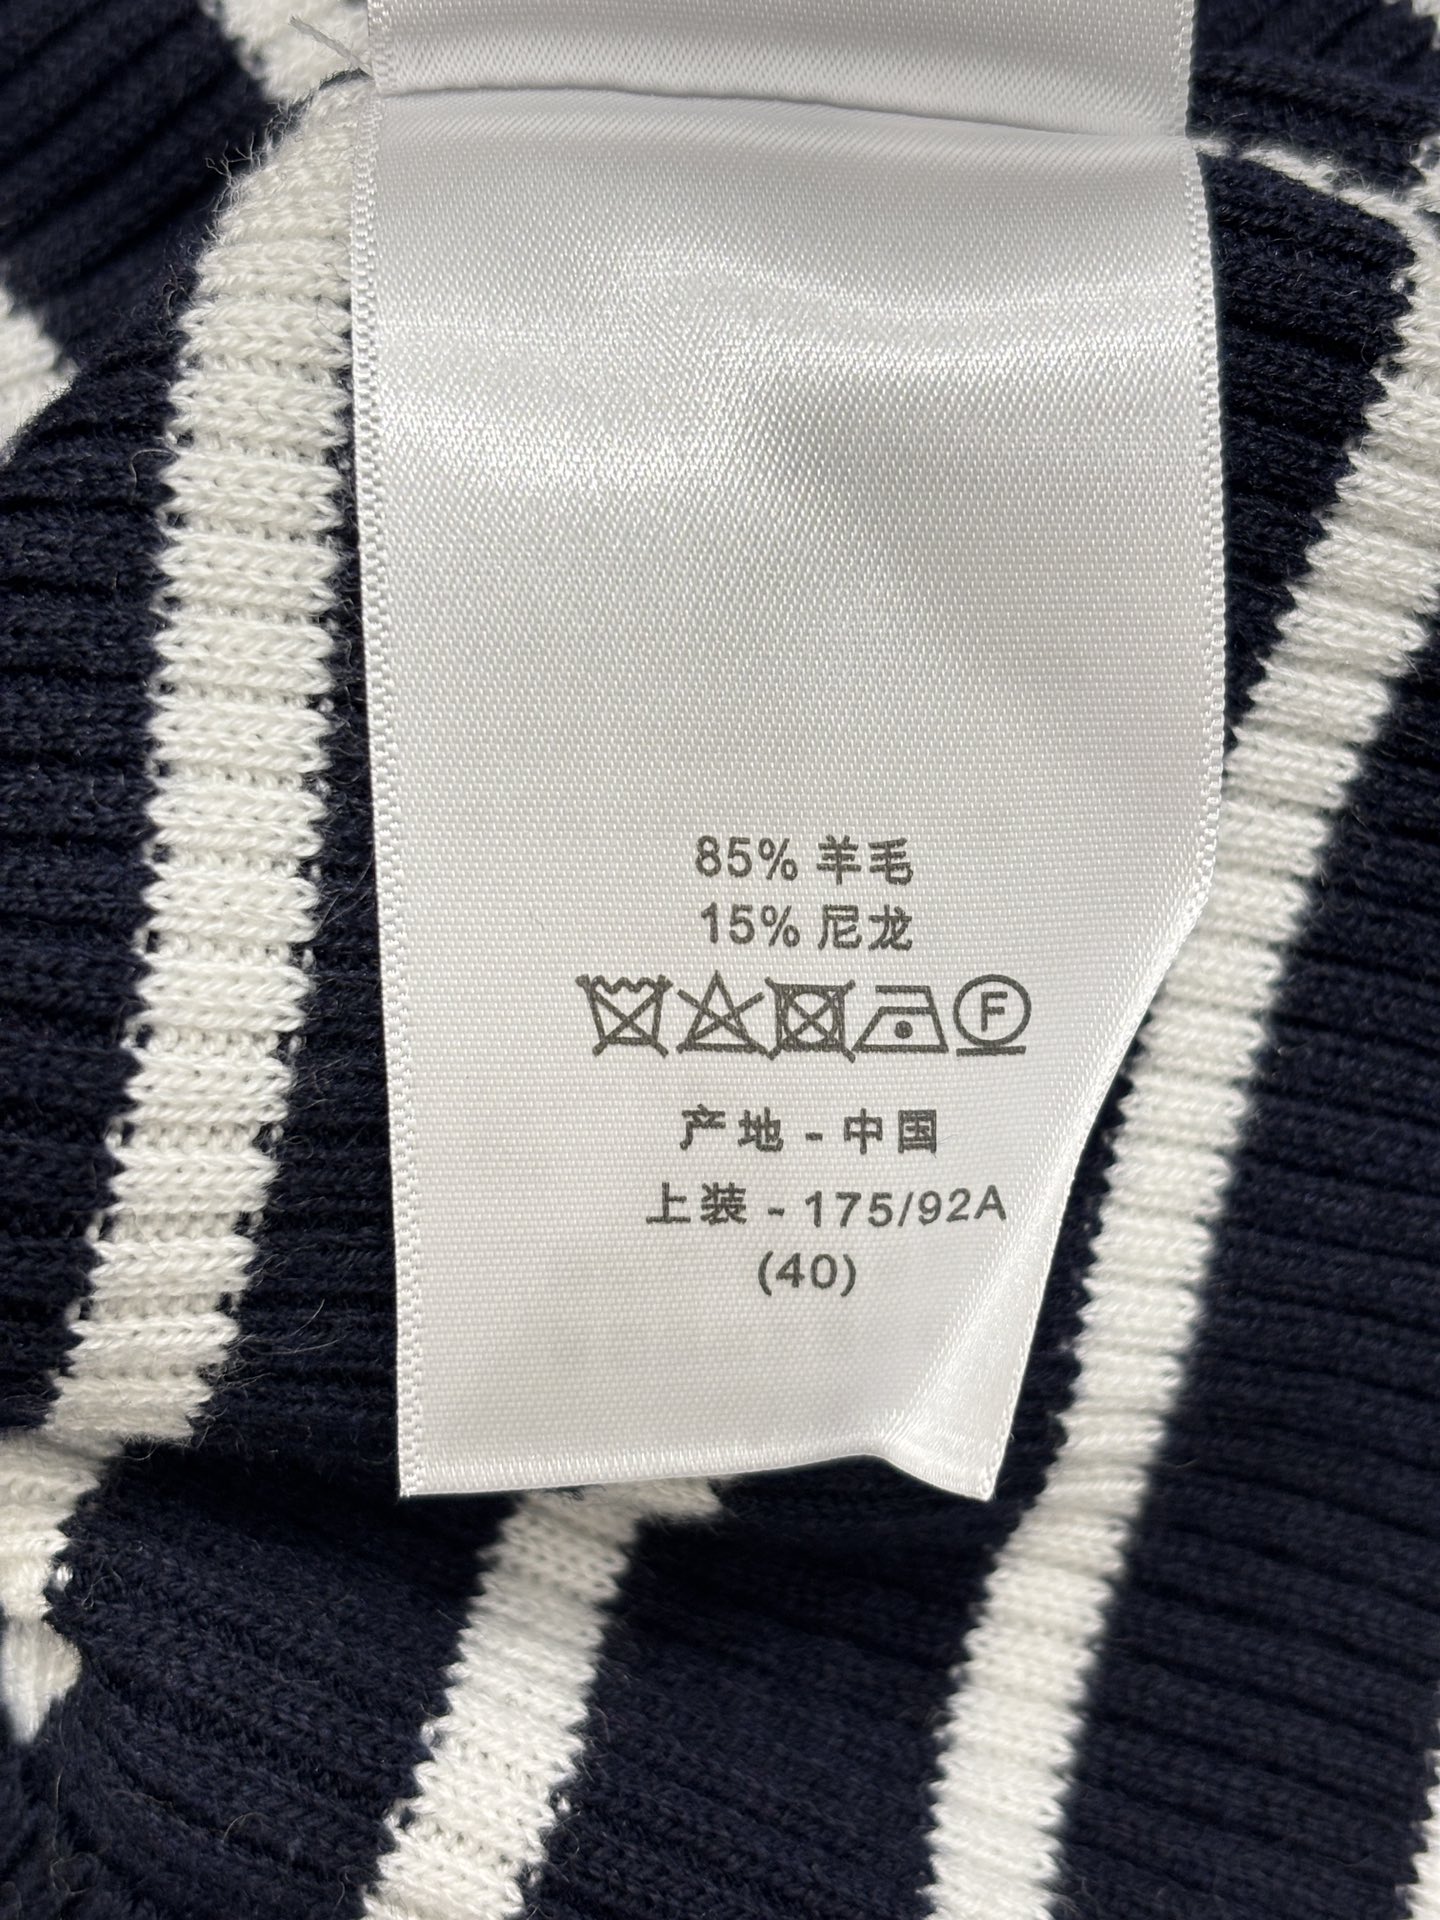 85% 羊毛
15% 尼龙
F
产地 - 中国
上装 - 175/92A
(40)